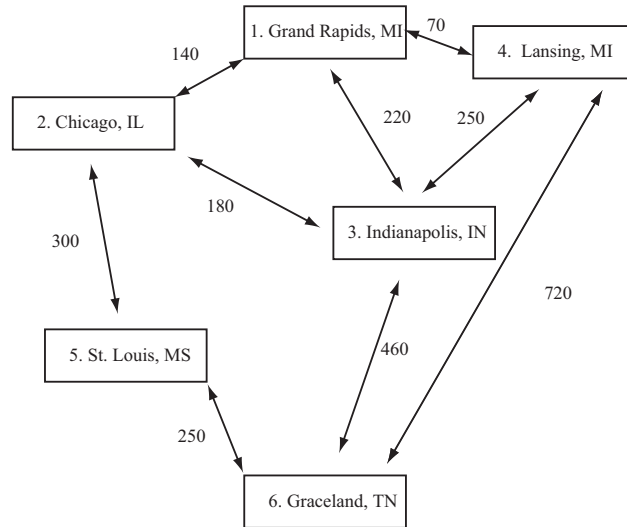 1. Grand Rapids, MI
70
4. Lansing, MI
140
2. Chicago, IL
220
250
180
3. Indianapolis, IN
300
720
5. St. Louis, MS
460
250
6. Graceland, TN